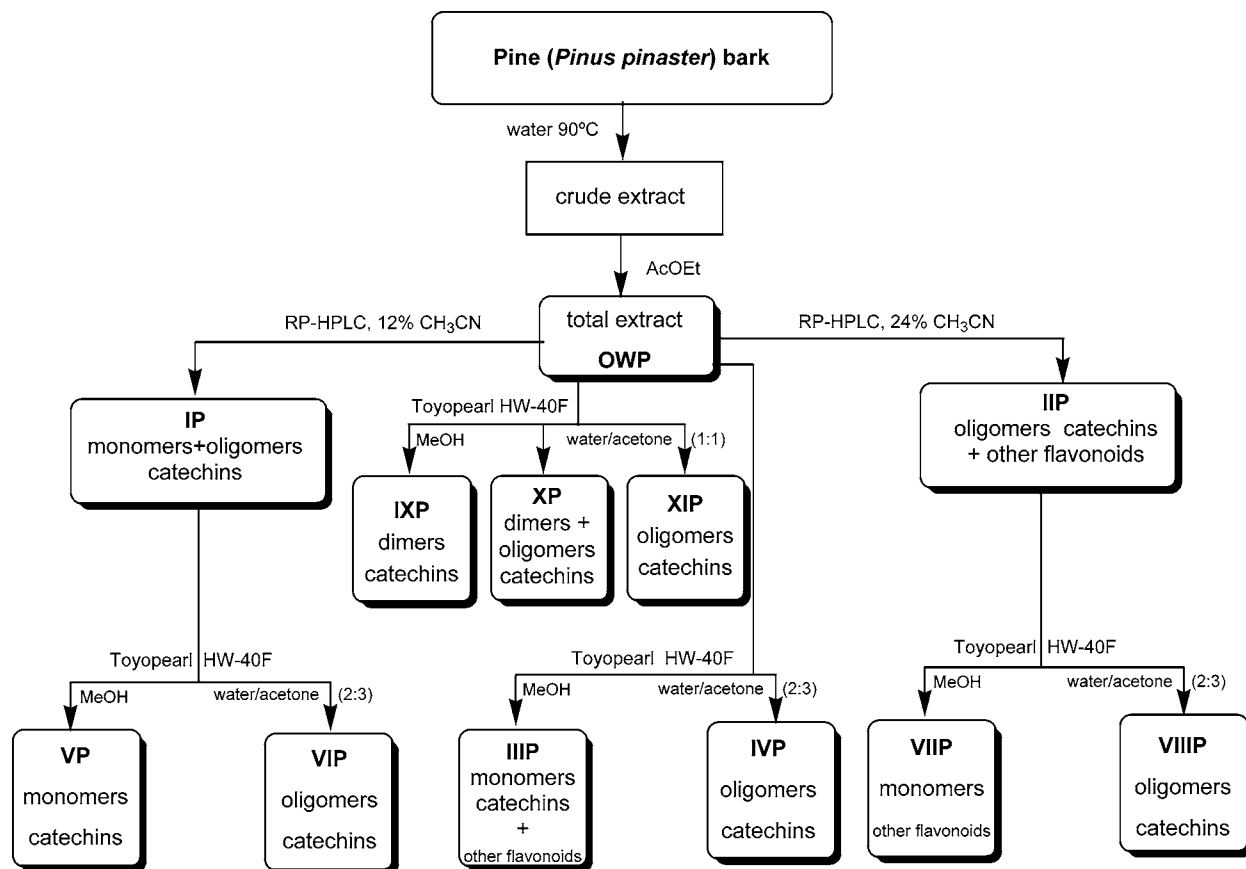 Pine (Pinus pinaster) bark
water 90ºC
crude extract
AcOEt
RP-HPLC, 12% CH₃CN
total extract
OWP
RP-HPLC, 24% CH₃CN
IP
monomers+oligomers
catechins
Toyopearl HW-40F
MeOH
water/acetone (1:1)
IIP
oligomers catechins
+ other flavonoids
IXP
dimers
catechins
XP
dimers +
oligomers
catechins
XIP
oligomers
catechins
Toyopearl HW-40F
MeOH
water/acetone (2:3)
Toyopearl HW-40F
MeOH
water/acetone (2:3)
Toyopearl HW-40F
MeOH
water/acetone (2:3)
VP
monomers
catechins
VIP
oligomers
catechins
IIIP
monomers
catechins
+
other flavonoids
IVP
oligomers
catechins
VIIP
monomers
other flavonoids
VIIIP
oligomers
catechins